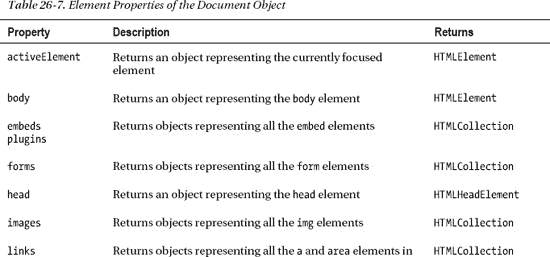 Table 26-7. Element Properties of the Document Object
Property Description Returns
activeElement Returns an object representing the currently focused HTMLElement
element
body Returns an object representing the body element HTMLElement
embeds Returns objects representing all the embed elements HTMLCollection
plugins
forms Returns objects representing all the form elements HTMLCollection
head Returns an object representing the head element HTMLHeadElement
images Returns objects representing all the img elements HTMLCollection
links Returns objects representing all the a and area elements in HTMLCollection